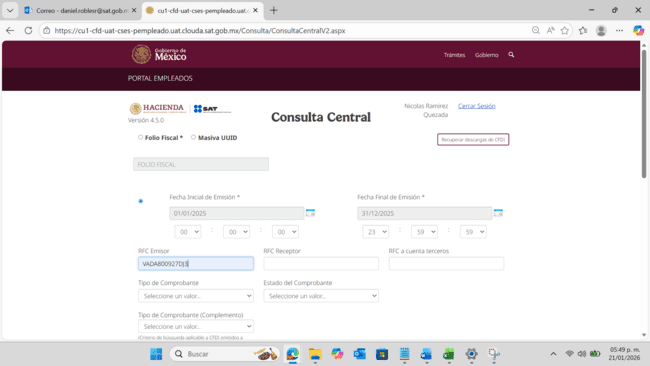 Correo - daniel.roblesr@sat.gob.m
cu1-cfd-uat-cses-pempleado.uat
https://cu1-cfd-uat-cses-pempleado.uat.clouda.sat.gob.mx/Consulta/ConsultaCentralV2.aspx
Gobierno de
México
Trámites
Gobierno
PORTAL EMPLEADOS
HACIENDA
SAT
Versión 4.5.0
Consulta Central
Nicolas Ramirez
Quezada
Cerrar Sesión
Folio Fiscal *
Masiva UUID
Recuperar descargas de CFDI
FOLIO FISCAL
Fecha Inicial de Emisión *
Fecha Final de Emisión *
01/01/2025
31/12/2025
00 : 00 : 00
23 : 59 : 59
RFC Emisor
RFC Receptor
RFC a cuenta terceros
VADA800927DJ3
Tipo de Comprobante
Estado del Comprobante
Seleccione un valor...
Seleccione un valor...
Tipo de Comprobante (Complemento)
Seleccione un valor...
(Criterio de búsqueda aplicable a CFDI emitidos a
Buscar
05:49 p. m.
21/01/2026